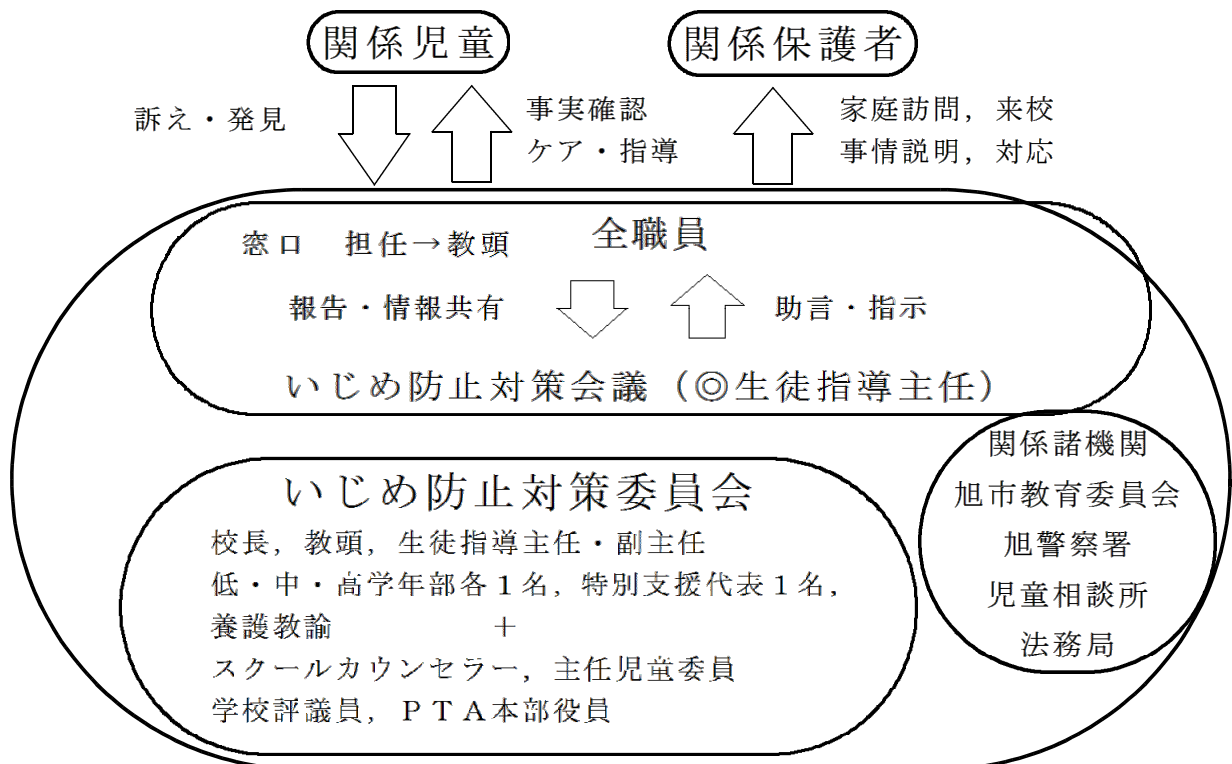 関係児童
関係保護者
訴え・発見
事実確認
ケア・指導
家庭訪問，来校
事情説明，対応
窓口　担任→教頭
全職員
報告・情報共有
助言・指示
いじめ防止対策会議（◎生徒指導主任）
いじめ防止対策委員会
校長，教頭，生徒指導主任・副主任
低・中・高学年部各１名，特別支援代表１名，
養護教諭　　　　　＋
スクールカウンセラー，主任児童委員
学校評議員，ＰＴＡ本部役員
関係諸機関
旭市教育委員会
旭警察署
児童相談所
法務局